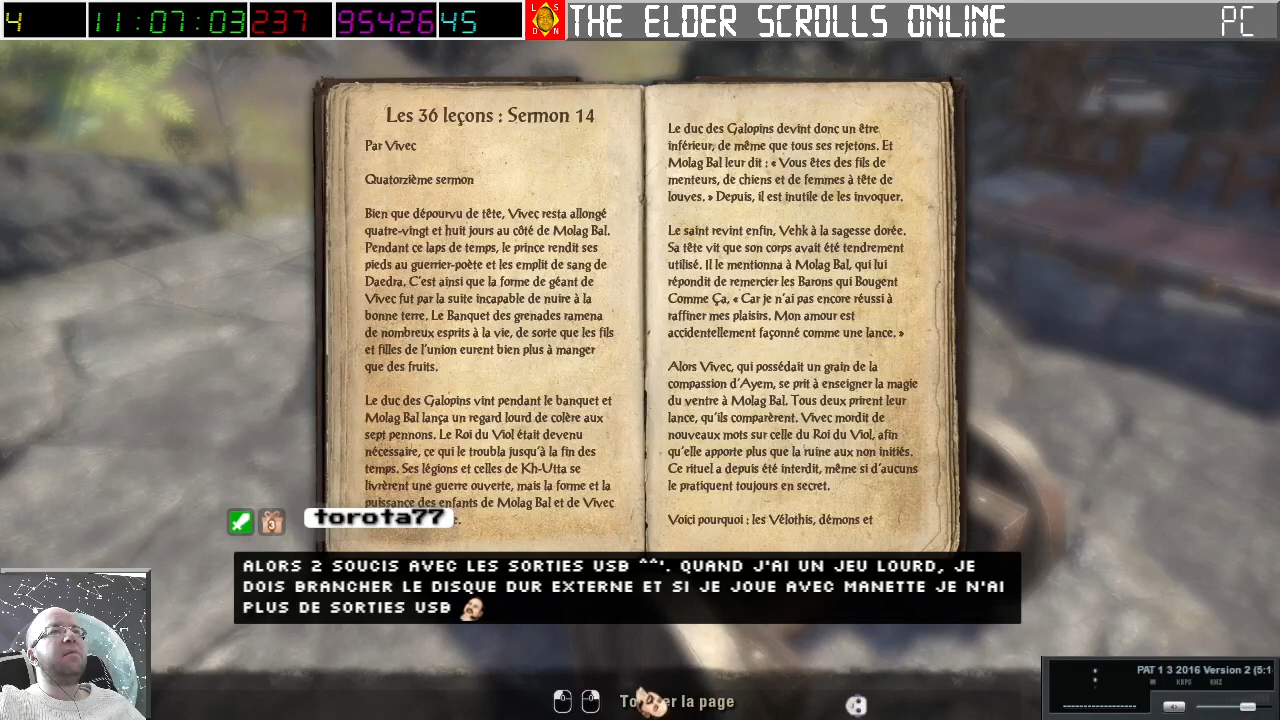 4 11:07:03 237 95426 45 L S D N THE ELDER SCROLLS ONLINE PC
Les 36 leçons : Sermon 14
Par Vivec
Quatorzième sermon
Bien que dépourvu de tête, Vivec resta allongé
quatre-vingt et huit jours au côté de Molag Bal.
Pendant ce laps de temps, le prince rendit ses
pieds au guerrier-poète et les emplit de sang de
Daedra. C'est ainsi que la forme de géant de
Vivec fut par la suite incapable de nuire à la
bonne terre. Le Banquet des grenades ramena
de nombreux esprits à la vie, de sorte que les fils
et filles de l'union eurent bien plus à manger
que des fruits.
Le duc des Galopins vint pendant le banquet et
Molag Bal lança un regard lourd de colère aux
sept pennons. Le Roi du Viol était devenu
nécessaire, ce qui le troubla jusqu'à la fin des
temps. Ses légions et celles de Kh-Utta se
livrèrent une guerre ouverte, mais la forme et la
puissance des enfants de Molag Bal et de Vivec
Le duc des Galopins devint donc un être
inférieur, de même que tous ses rejetons. Et
Molag Bal leur dit : « Vous êtes des fils de
menteurs, de chiens et de femmes à tête de
louves. » Depuis, il est inutile de les invoquer.
Le saint revint enfin, Vehk à la sagesse dorée.
Sa tête vit que son corps avait été tendrement
utilisé. Il le mentionna à Molag Bal, qui lui
répondit de remercier les Barons qui Bougent
Comme Ça, « Car je n'ai pas encore réussi à
raffiner mes plaisirs. Mon amour est
accidentellement façonné comme une lance. »
Alors Vivec, qui possédait un grain de la
compassion d'Ayem, se prit à enseigner la magie
du ventre à Molag Bal. Tous deux prirent leur
lance, qu'ils comparèrent. Vivec mordit de
nouveaux mots sur celle du Roi du Viol, afin
qu'elle apporte plus que la ruine aux non initiés.
Ce rituel a depuis été interdit, même si d'aucuns
le pratiquent toujours en secret.
Voici pourquoi : les Vélothis, démons et
3 torota77
ALORS 2 SOUCIS AVEC LES SORTIES USB ^^'. QUAND J'AI UN JEU LOURD, JE
DOIS BRANCHER LE DISQUE DUR EXTERNE ET SI JE JOUE AVEC MANETTE JE N'AI
PLUS DE SORTIES USB
la page
PAT 1 3 2016 Version 2 (5:1
KBPS KHZ